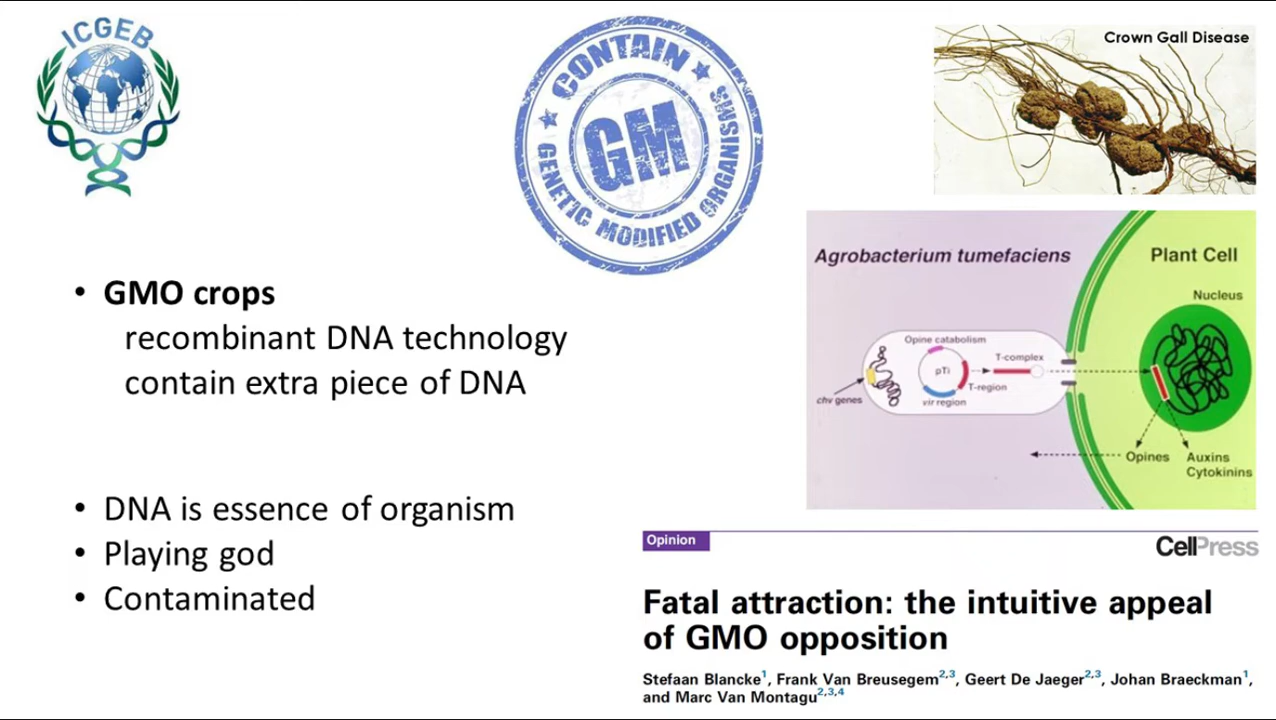 ICGEB
CONTAIN
GM
GENETIC MODIFIED ORGANISMS
Crown Gall Disease
• GMO crops
recombinant DNA technology
contain extra piece of DNA
• DNA is essence of organism
• Playing god
• Contaminated
Agrobacterium tumefaciens
Plant Cell
Nucleus
Opine catabolism
T-complex
pTi
T-region
chv genes
vir region
Opines
Auxins
Cytokinins
Opinion
CellPress
Fatal attraction: the intuitive appeal
of GMO opposition
Stefaan Blancke1, Frank Van Breusegem2,3, Geert De Jaeger2,3, Johan Braeckman1,
and Marc Van Montagu2,3,4